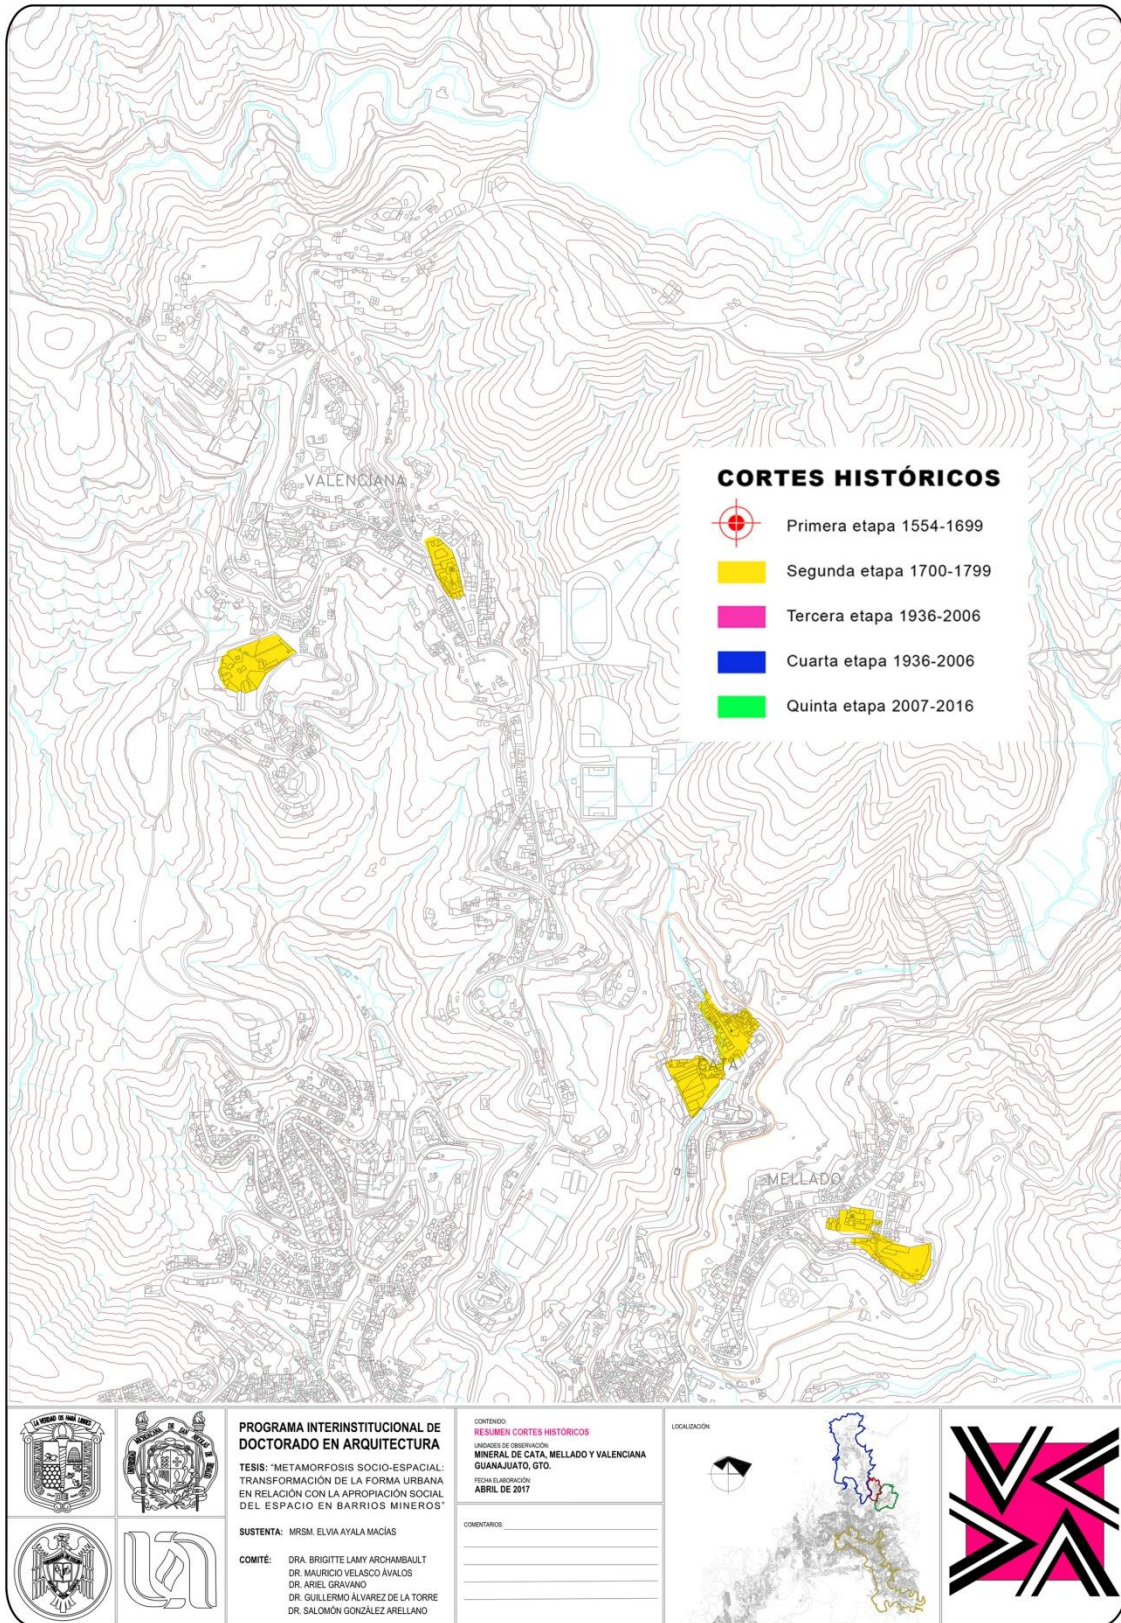 VALENCIANA
CORTES HISTÓRICOS
Primera etapa 1554-1699
Segunda etapa 1700-1799
Tercera etapa 1936-2006
Cuarta etapa 1936-2006
Quinta etapa 2007-2016
CATA
MELLADO
PROGRAMA INTERINSTITUCIONAL DE
DOCTORADO EN ARQUITECTURA
TESIS: "METAMORFOSIS SOCIO-ESPACIAL:
TRANSFORMACIÓN DE LA FORMA URBANA
EN RELACIÓN CON LA APROPIACIÓN SOCIAL
DEL ESPACIO EN BARRIOS MINEROS"
SUSTENTA: MRSM. ELVIA AYALA MACÍAS
COMITÉ: DRA. BRIGITTE LAMY ARCHAMBAULT
DR. MAURICIO VELASCO ÁVALOS
DR. ARIEL GRAVANO
DR. GUILLERMO ÁLVAREZ DE LA TORRE
DR. SALOMÓN GONZÁLEZ ARELLANO
CONTENIDO:
RESUMEN CORTES HISTÓRICOS
UNIDADES DE OBSERVACIÓN:
MINERAL DE CATA, MELLADO Y VALENCIANA
GUANAJUATO, GTO.
FECHA ELABORACIÓN:
ABRIL DE 2017
COMENTARIOS:
LOCALIZACIÓN: